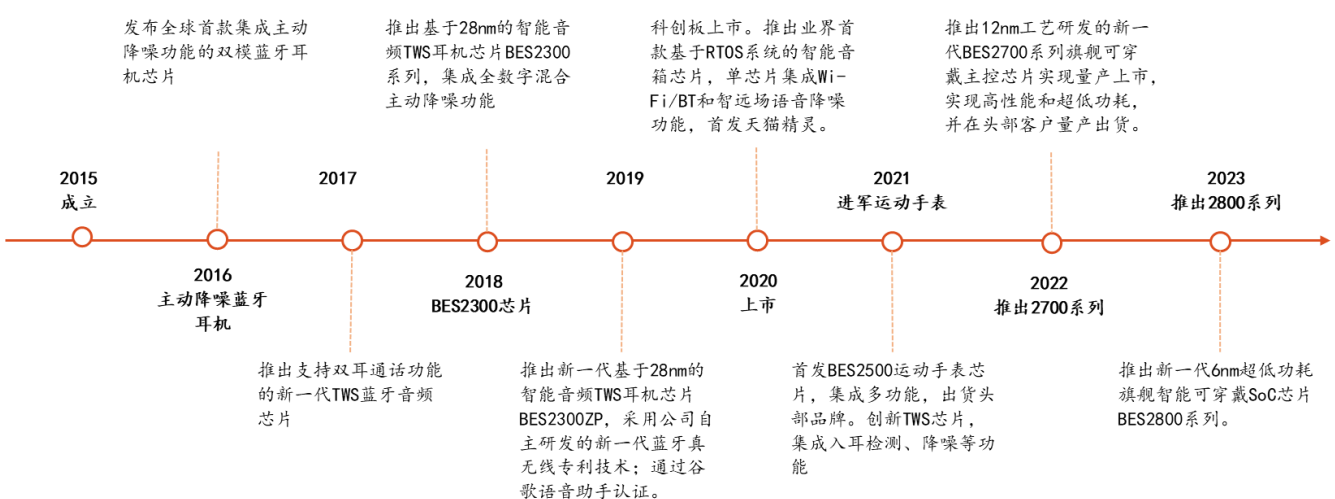 发布全球首款集成主动
降噪功能的双模蓝牙耳
机芯片
推出基于28nm的智能音
频TWS耳机芯片BES2300
系列，集成全数字混合
主动降噪功能
科创板上市。推出业界首
款基于RTOS系统的智能音
箱芯片，单芯片集成Wi-
Fi/BT和智远场语音降噪
功能，首发天猫精灵。
推出12nm工艺研发的新一
代BES2700系列旗舰可穿
戴主控芯片实现量产上市，
实现高性能和超低功耗，
并在头部客户量产出货。
2015
成立
2017
2019
2021
进军运动手表
2023
推出2800系列
2016
主动降噪蓝牙
耳机
2018
BES2300芯片
2020
上市
2022
推出2700系列
推出支持双耳通话功能
的新一代TWS蓝牙音频
芯片
推出新一代基于28nm的
智能音频TWS耳机芯片
BES2300ZP，采用公司自
主研发的新一代蓝牙真
无线专利技术；通过谷
歌语音助手认证。
首发BES2500运动手表芯
片，集成多功能，出货头
部品牌。创新TWS芯片，
集成入耳检测、降噪等功
能
推出新一代6nm超低功耗
旗舰智能可穿戴SoC芯片
BES2800系列。